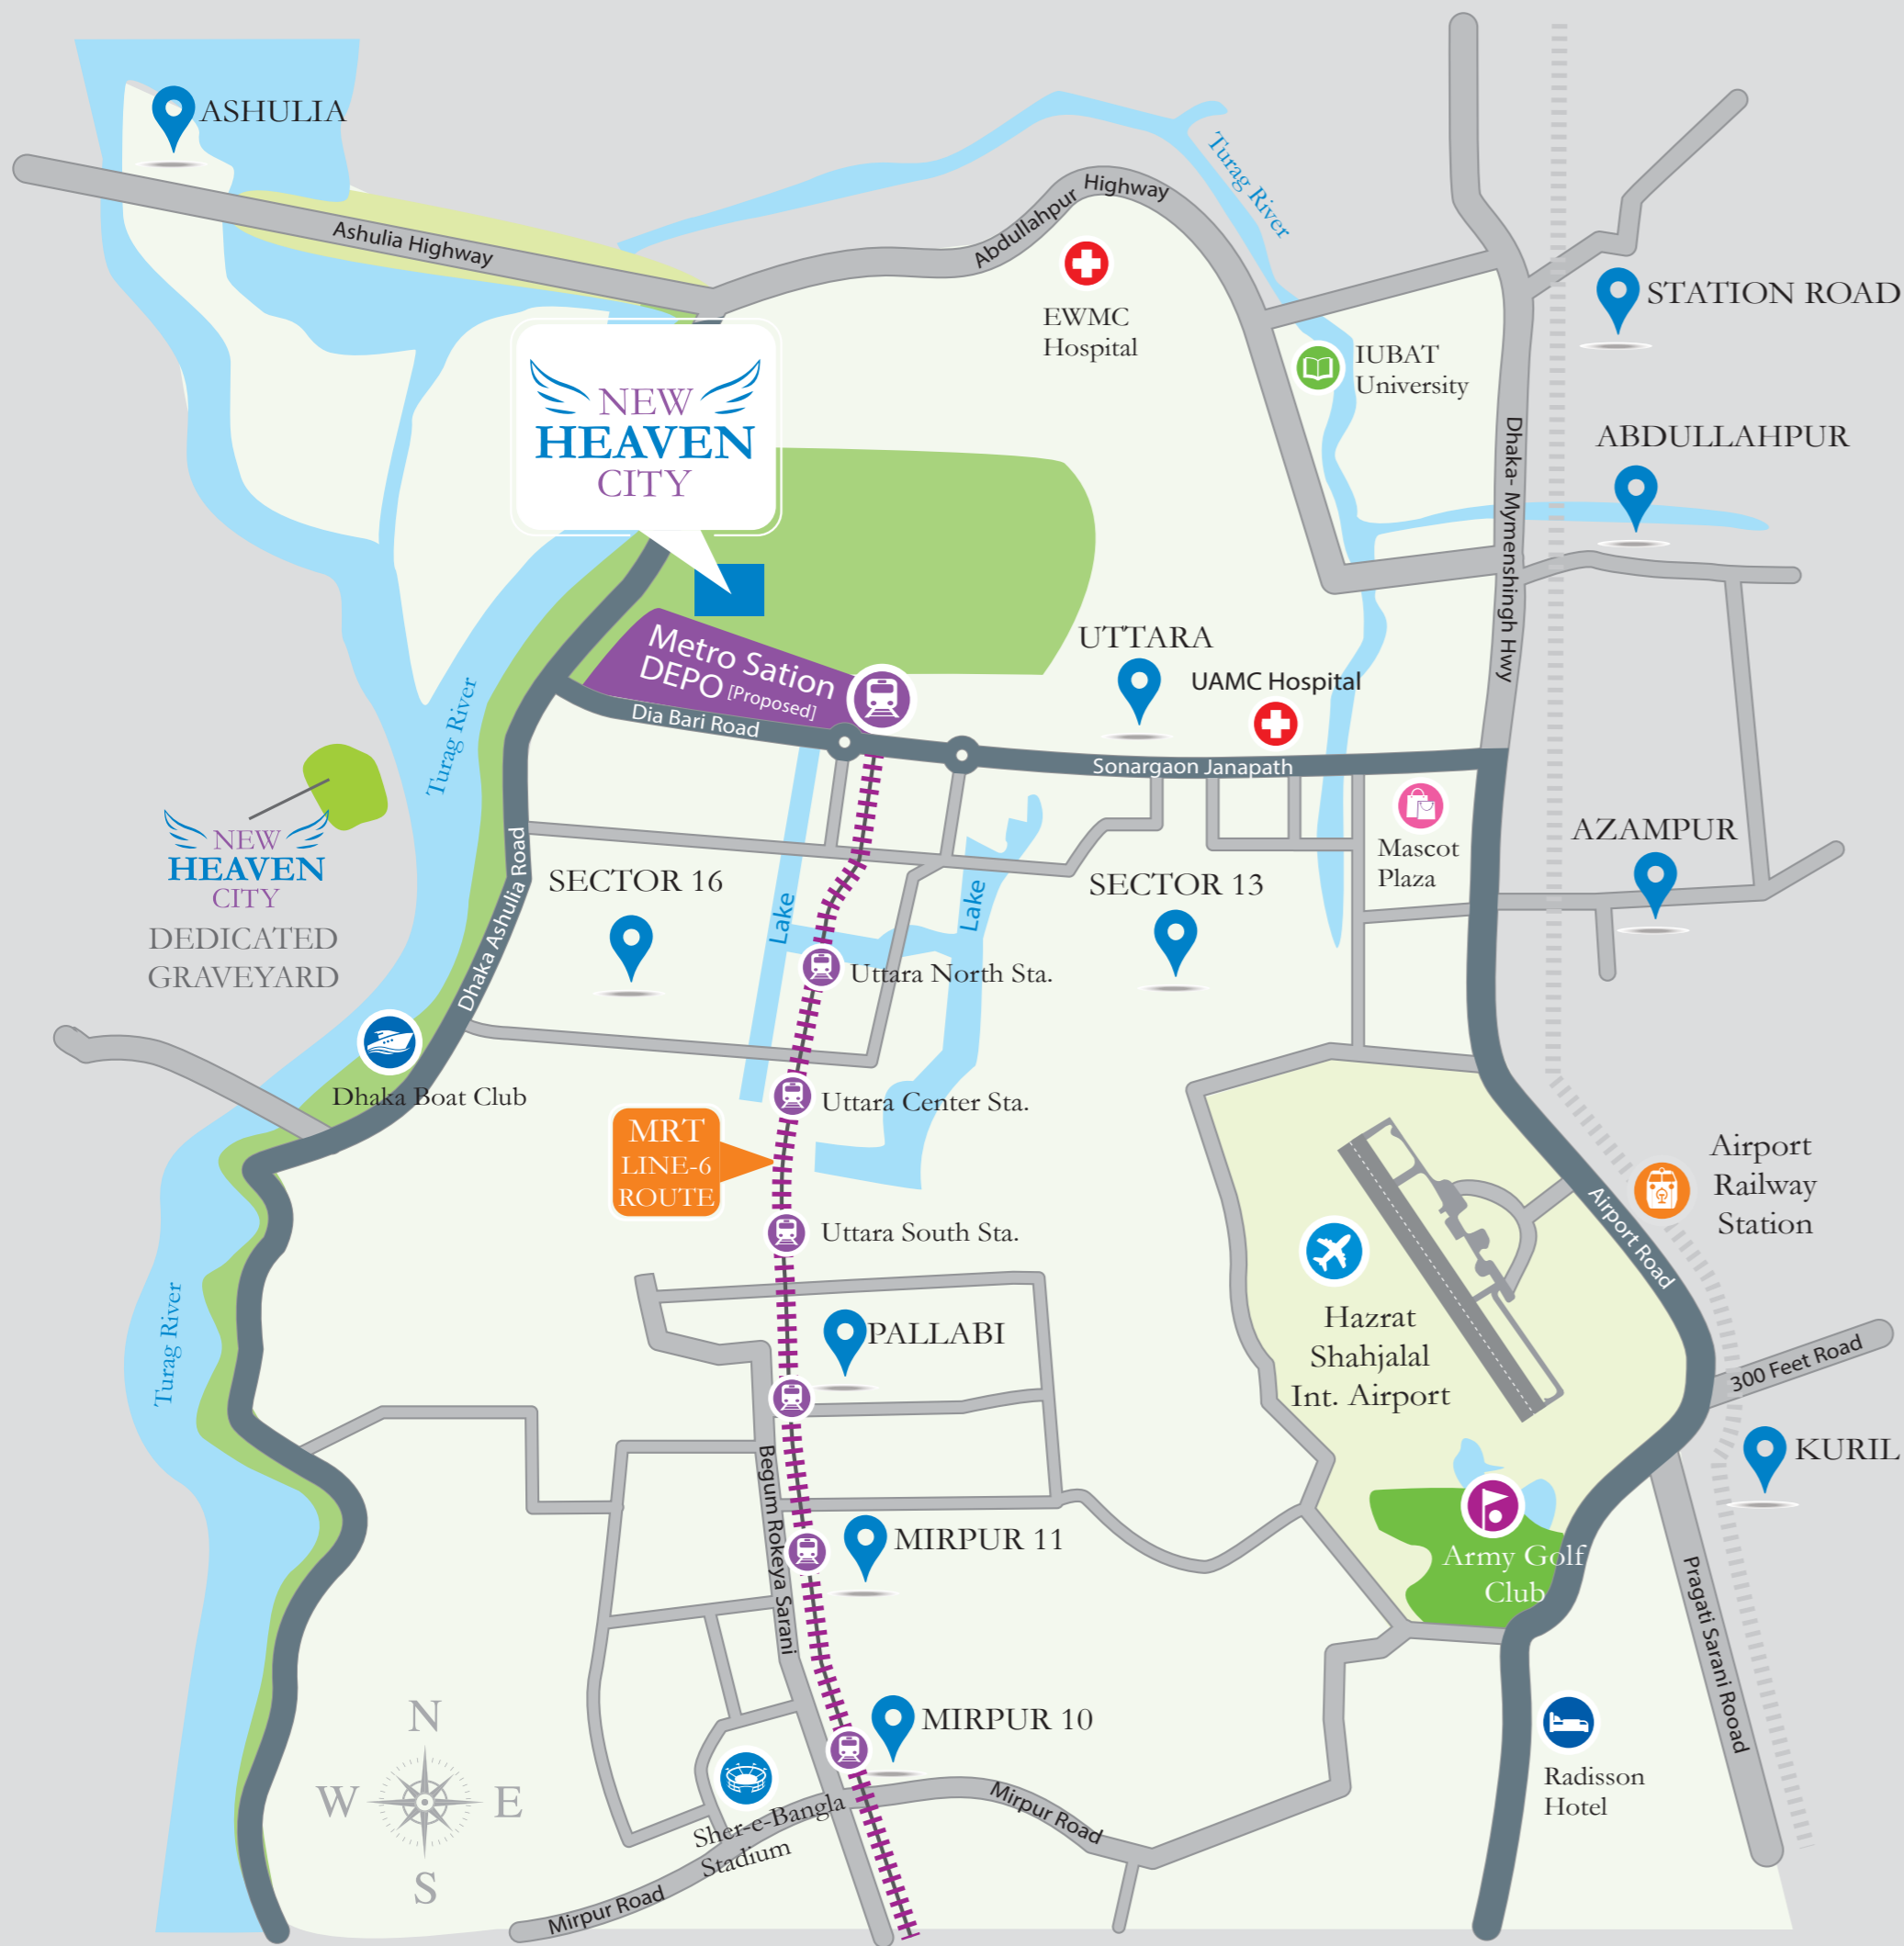 ASHULIA
Ashulia Highway
Abdullahpur Highway
Turag River
EWMC
Hospital
STATION ROAD
IUBAT
University
NEW
HEAVEN
CITY
ABDULLAHPUR
Dhaka- Mymenshingh Hwy
UTTARA
Metro Sation
DEPO [Proposed]
UAMC Hospital
Dia Bari Road
Sonargaon Janapath
Turag River
NEW
HEAVEN
CITY
DEDICATED
GRAVEYARD
Dhaka Ashulia Road
SECTOR 16
Lake
Lake
SECTOR 13
Mascot
Plaza
AZAMPUR
Uttara North Sta.
Dhaka Boat Club
Uttara Center Sta.
MRT
LINE-6
ROUTE
Uttara South Sta.
Airport
Railway
Station
Airport Road
Hazrat
Shahjalal
Int. Airport
Turag River
PALLABI
300 Feet Road
KURIL
Begum Rokeya Sarani
MIRPUR 11
Army Golf
Club
Pragati Sarani Rooad
MIRPUR 10
Radisson
Hotel
Sher-e-Bangla
Stadium
Mirpur Road
Mirpur Road
N
W
E
S